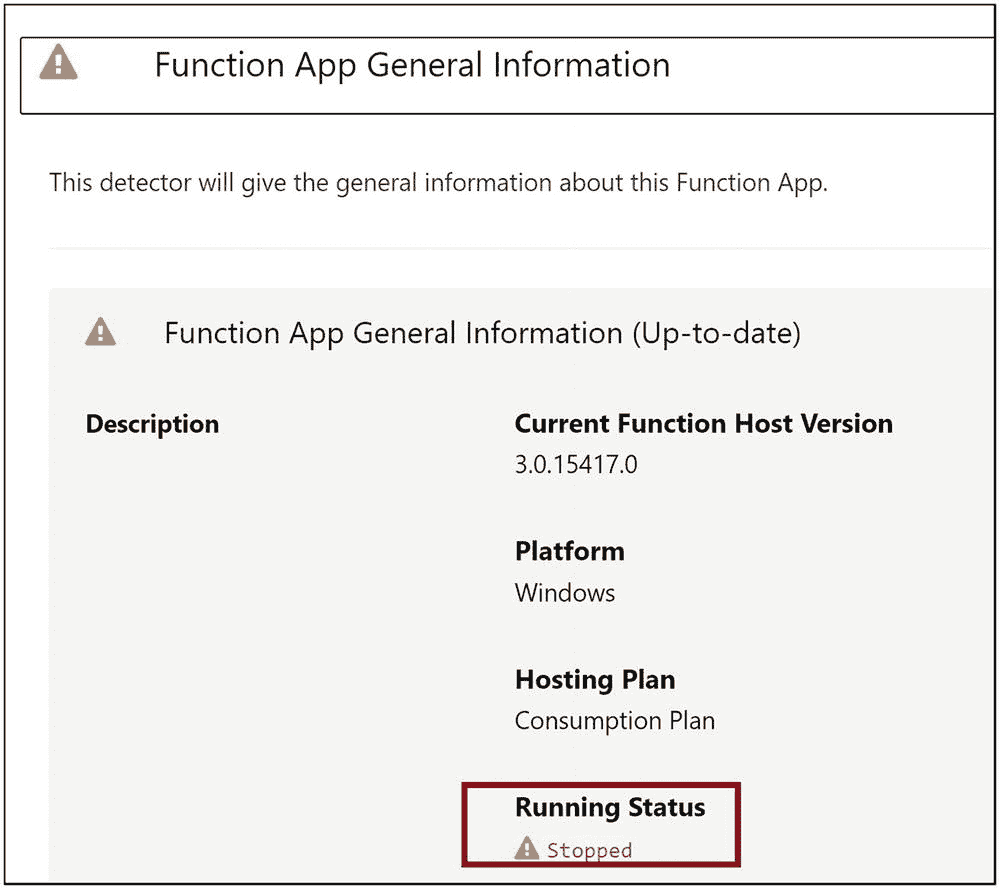 Function App General Information
This detector will give the general information about this Function App.
Function App General Information (Up-to-date)
Description
Current Function Host Version
3.0.15417.0
Platform
Windows
Hosting Plan
Consumption Plan
Running Status
Stopped